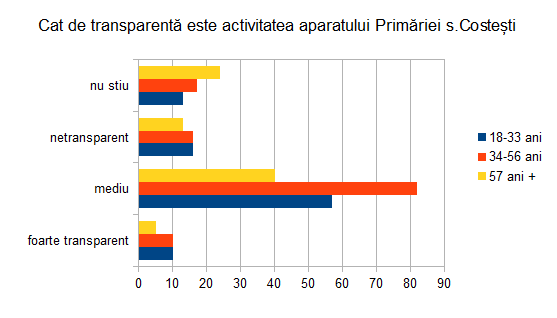 Cat de transparentă este activitatea aparatului Primăriei s.Costești
nu stiu
netransparent
mediu
foarte transparent
0 10 20 30 40 50 60 70 80 90
18-33 ani
34-56 ani
57 ani +